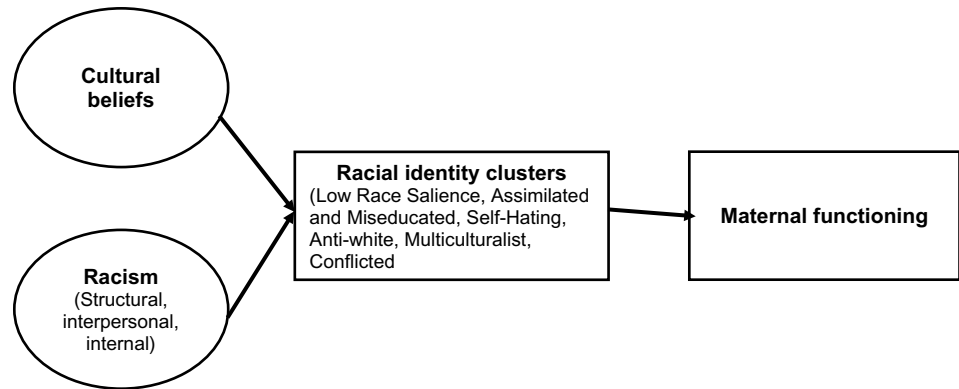 Cultural
beliefs
Racial identity clusters
(Low Race Salience, Assimilated
and Miseducated, Self-Hating,
Anti-white, Multiculturalist,
Conflicted
Maternal functioning
Racism
(Structural,
interpersonal,
internal)